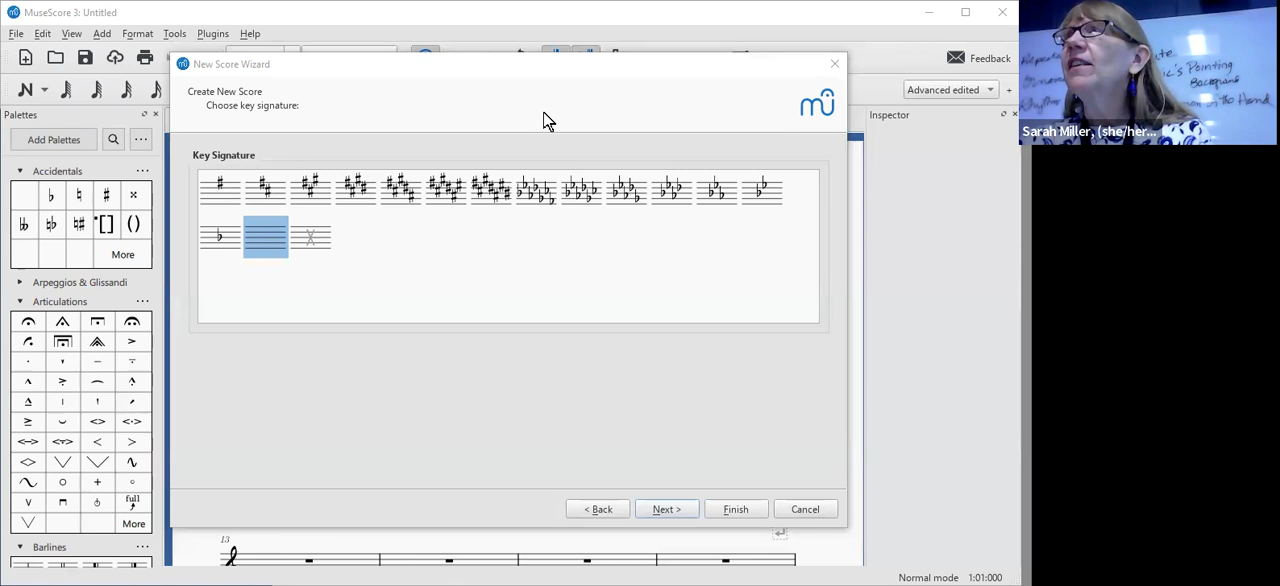 MuseScore 3: Untitled
File Edit View Add Format Tools Plugins Help
New Score Wizard
Feedback
Create New Score
Choose key signature:
Advanced edited
Palettes
Inspector
Add Palettes
Key Signature
Accidentals
More
Arpeggios & Glissandi
Articulations
full
More
Barlines
< Back Next > Finish Cancel
13
Normal mode 1:01:000
Pointing
Sarah Miller, (she/her...